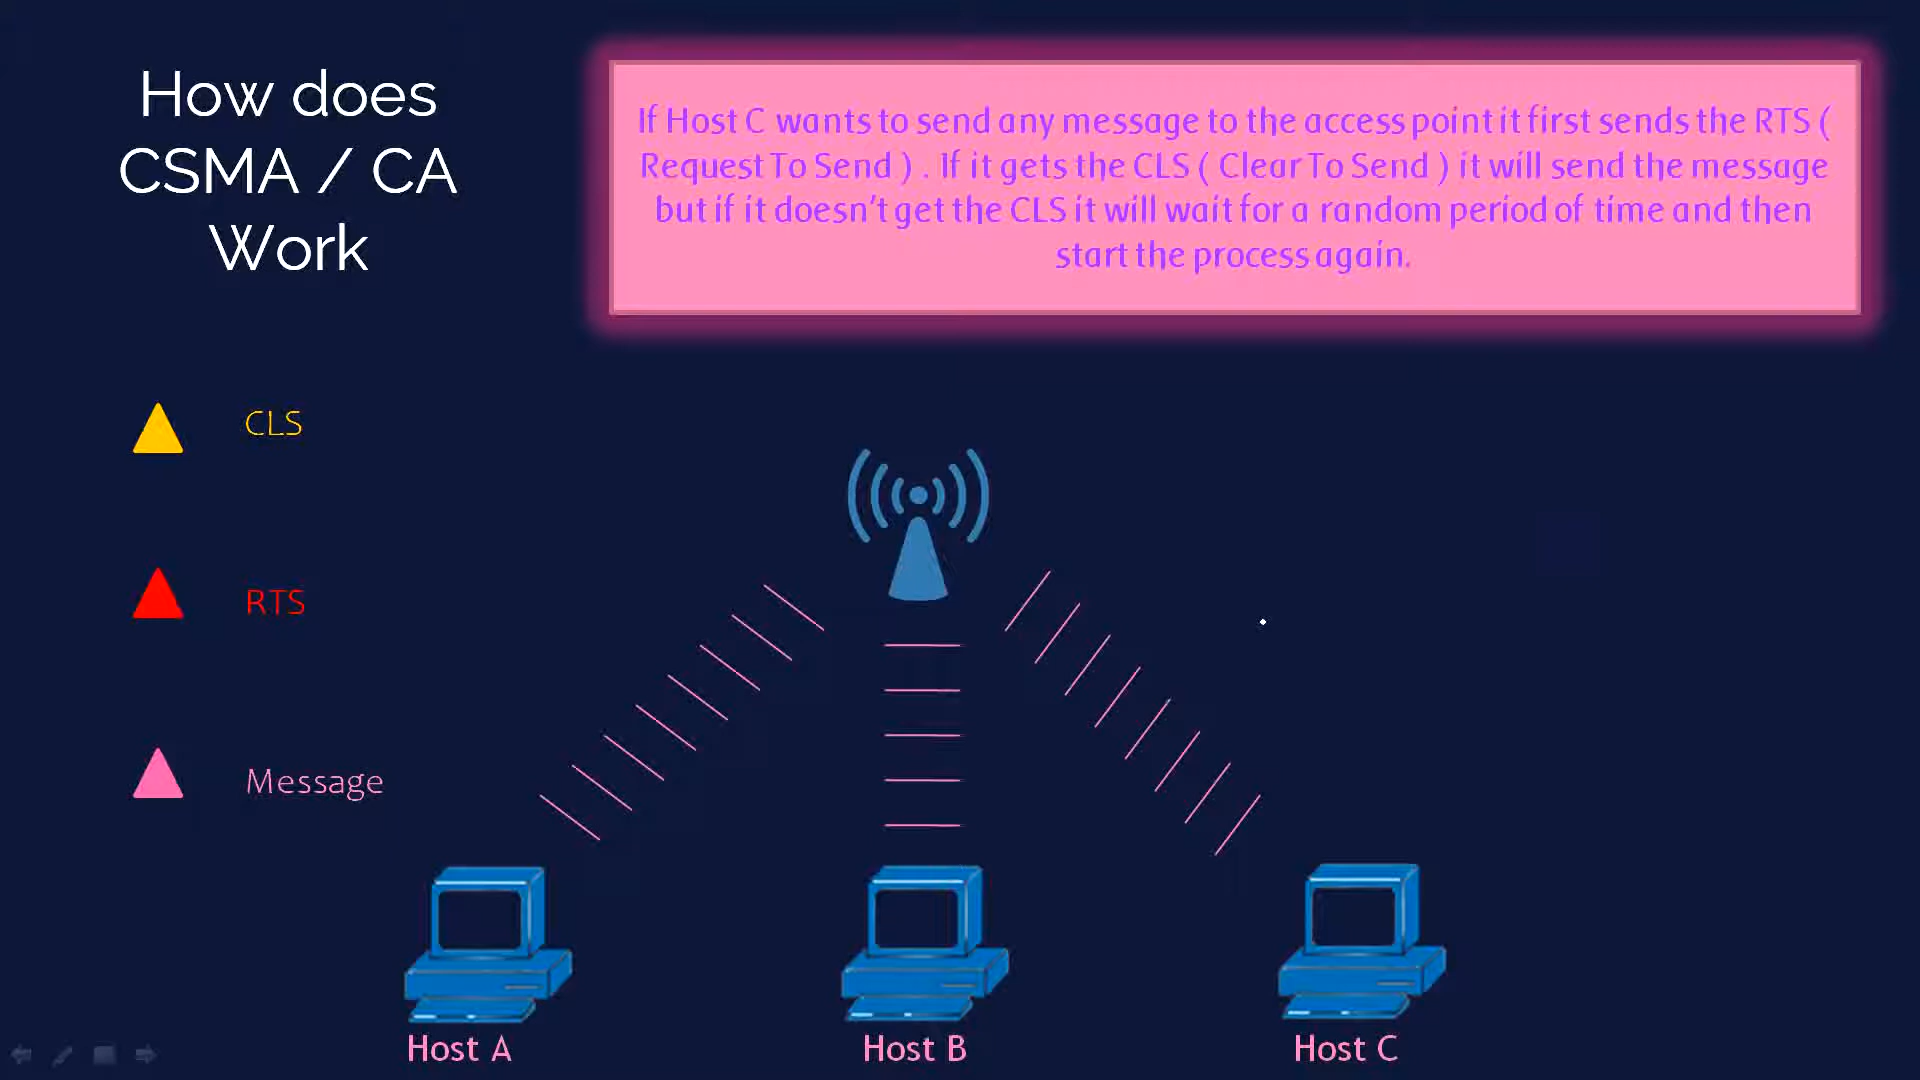 How does
CSMA / CA
Work
If Host C wants to send any message to the access point it first sends the RTS (
Request To Send ) . If it gets the CLS ( Clear To Send ) it will send the message
but if it doesn't get the CLS it will wait for a random period of time and then
start the process again.
CLS
RTS
Message
Host A
Host B
Host C